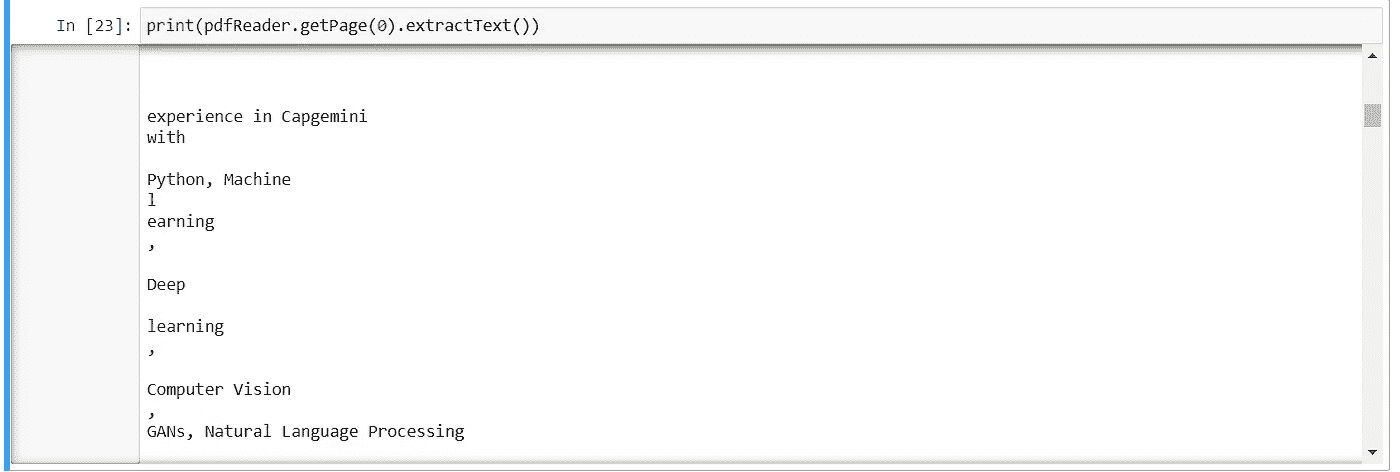 In [23]: print(pdfReader.getPage(0).extractText())
experience in Capgemini
with
Python, Machine
l
earning
,
Deep
learning
,
Computer Vision
,
GANs, Natural Language Processing